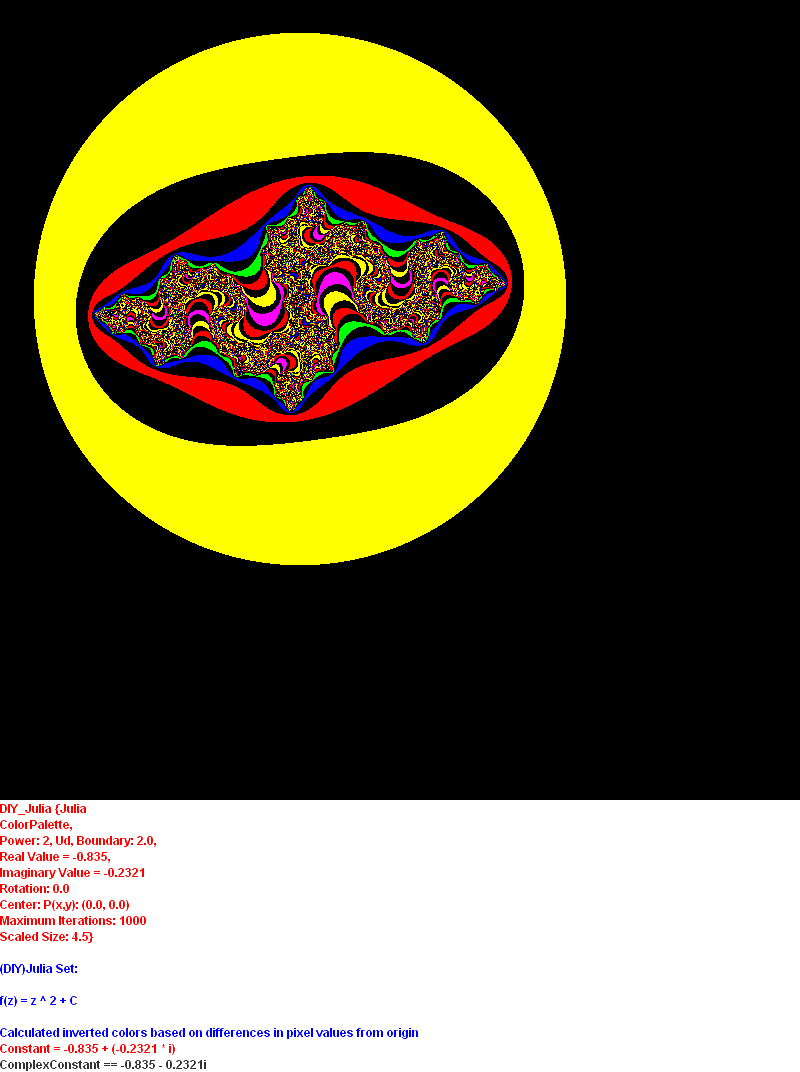 DIY_Julia {Julia
ColorPalette,
Power: 2, Ud, Boundary: 2.0,
Real Value = -0.835,
Imaginary Value = -0.2321
Rotation: 0.0
Center: P(x,y): (0.0, 0.0)
Maximum Iterations: 1000
Scaled Size: 4.5}
(DIY)Julia Set:
f(z) = z ^ 2 + C
Calculated inverted colors based on differences in pixel values from origin
Constant = -0.835 + (-0.2321 * i)
ComplexConstant == -0.835 - 0.2321i